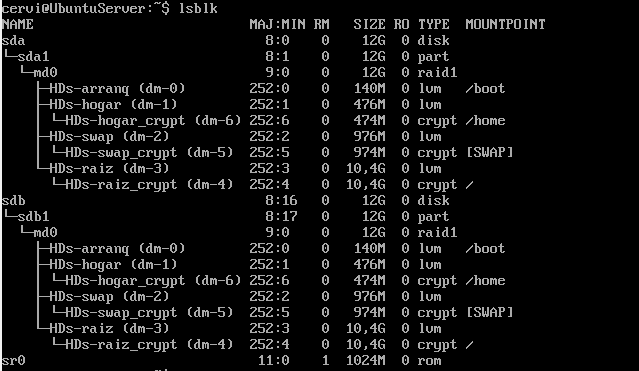 cervi@UbuntuServer:~$ lsblk
NAME                           MAJ:MIN RM   SIZE RO TYPE  MOUNTPOINT
sda                              8:0    0    12G  0 disk
└─sda1                           8:1    0    12G  0 part
  └─md0                          9:0    0    12G  0 raid1
    ├─HDs-arranq (dm-0)        252:0    0   140M  0 lvm   /boot
    ├─HDs-hogar (dm-1)         252:1    0   476M  0 lvm
    │ └─HDs-hogar_crypt (dm-6) 252:6    0   474M  0 crypt /home
    ├─HDs-swap (dm-2)          252:2    0   976M  0 lvm
    │ └─HDs-swap_crypt (dm-5)  252:5    0   974M  0 crypt [SWAP]
    └─HDs-raiz (dm-3)          252:3    0  10,4G  0 lvm
      └─HDs-raiz_crypt (dm-4)  252:4    0  10,4G  0 crypt /
sdb                              8:16   0    12G  0 disk
└─sdb1                           8:17   0    12G  0 part
  └─md0                          9:0    0    12G  0 raid1
    ├─HDs-arranq (dm-0)        252:0    0   140M  0 lvm   /boot
    ├─HDs-hogar (dm-1)         252:1    0   476M  0 lvm
    │ └─HDs-hogar_crypt (dm-6) 252:6    0   474M  0 crypt /home
    ├─HDs-swap (dm-2)          252:2    0   976M  0 lvm
    │ └─HDs-swap_crypt (dm-5)  252:5    0   974M  0 crypt [SWAP]
    └─HDs-raiz (dm-3)          252:3    0  10,4G  0 lvm
      └─HDs-raiz_crypt (dm-4)  252:4    0  10,4G  0 crypt /
sr0                             11:0    1  1024M  0 rom